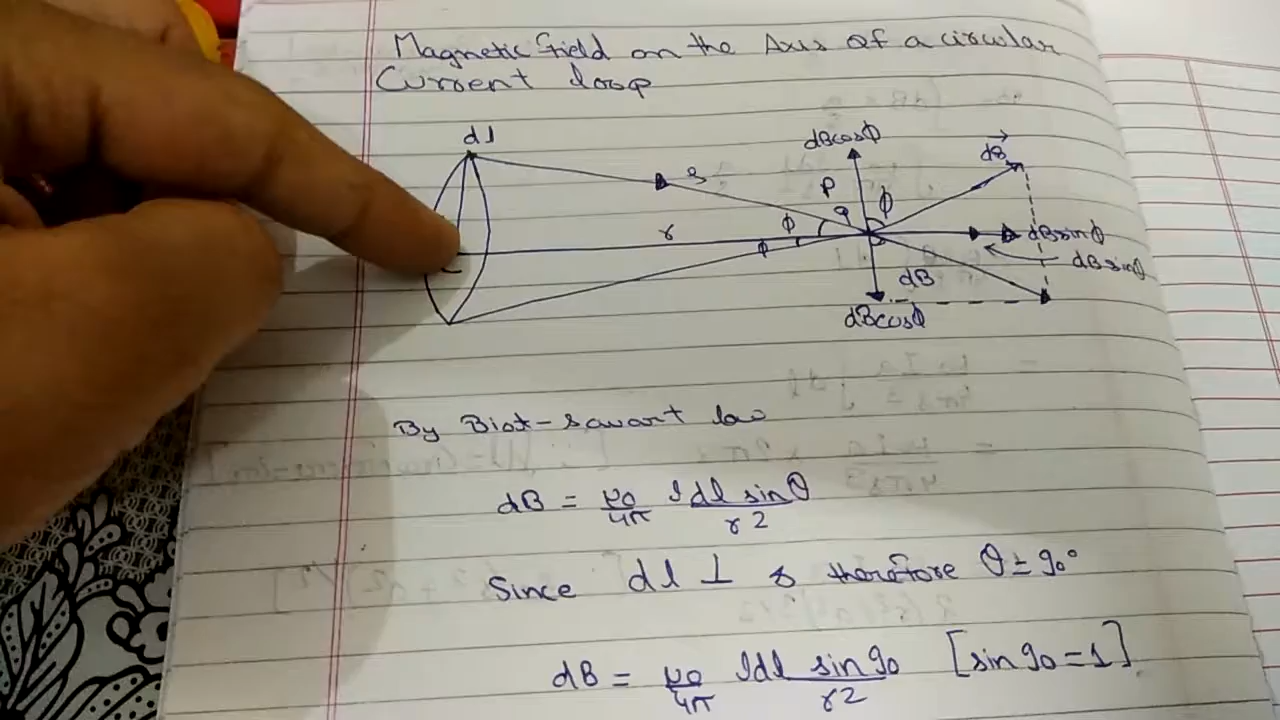 Magnetic field on the Axis of a circular
Current loop
dl
dBcosϕ
dB
s
P
q
ϕ
ϕ
r
ϕ
dBsinϕ
dBsinϕ
dB
dBcosϕ
By Biot-Savart law
dB = μ0/4π Idl sinθ/r2
Since dl ⊥ s therefore θ = 90°
dB = μ0/4π Idl sin90/r2 [sin90=1]